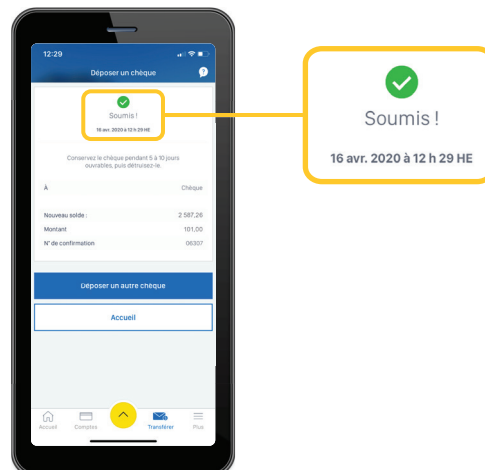 12:29
Déposer un chèque
?
Soumis !
16 avr. 2020 à 12 h 29 HE
Conservez le chèque pendant 5 à 10 jours
ouvrables, puis détruisez-le.
À Chèque
Nouveau solde : 2 587,26
Montant 101,00
N° de confirmation 06307
Déposer un autre chèque
Accueil
Accueil Comptes Transférer Plus
Soumis !
16 avr. 2020 à 12 h 29 HE